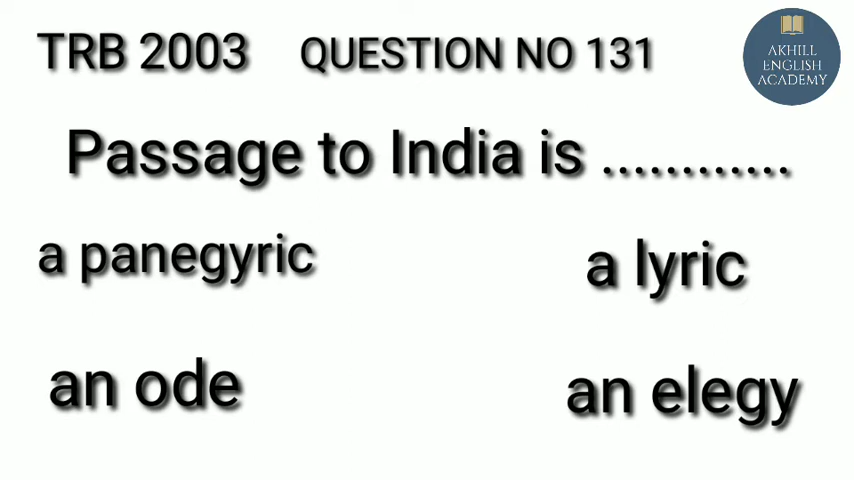 TRB 2003 QUESTION NO 131
AKHILL
ENGLISH
ACADEMY
Passage to India is ............
a panegyric a lyric
an ode an elegy